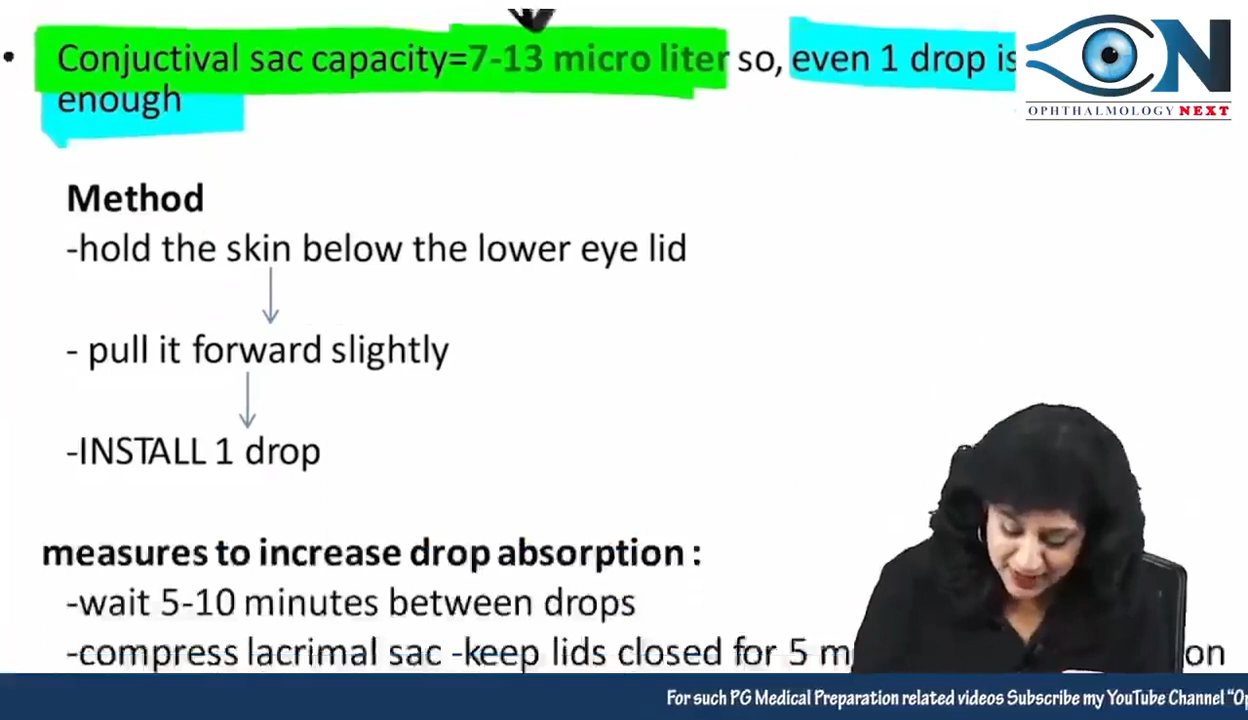 • Conjuctival sac capacity=7-13 micro liter so, even 1 drop is
enough
ON
OPHTHALMOLOGY NEXT
Method
-hold the skin below the lower eye lid
- pull it forward slightly
-INSTALL 1 drop
measures to increase drop absorption :
-wait 5-10 minutes between drops
-compress lacrimal sac -keep lids closed for 5 m on
For such PG Medical Preparation related videos Subscribe my YouTube Channel "Op